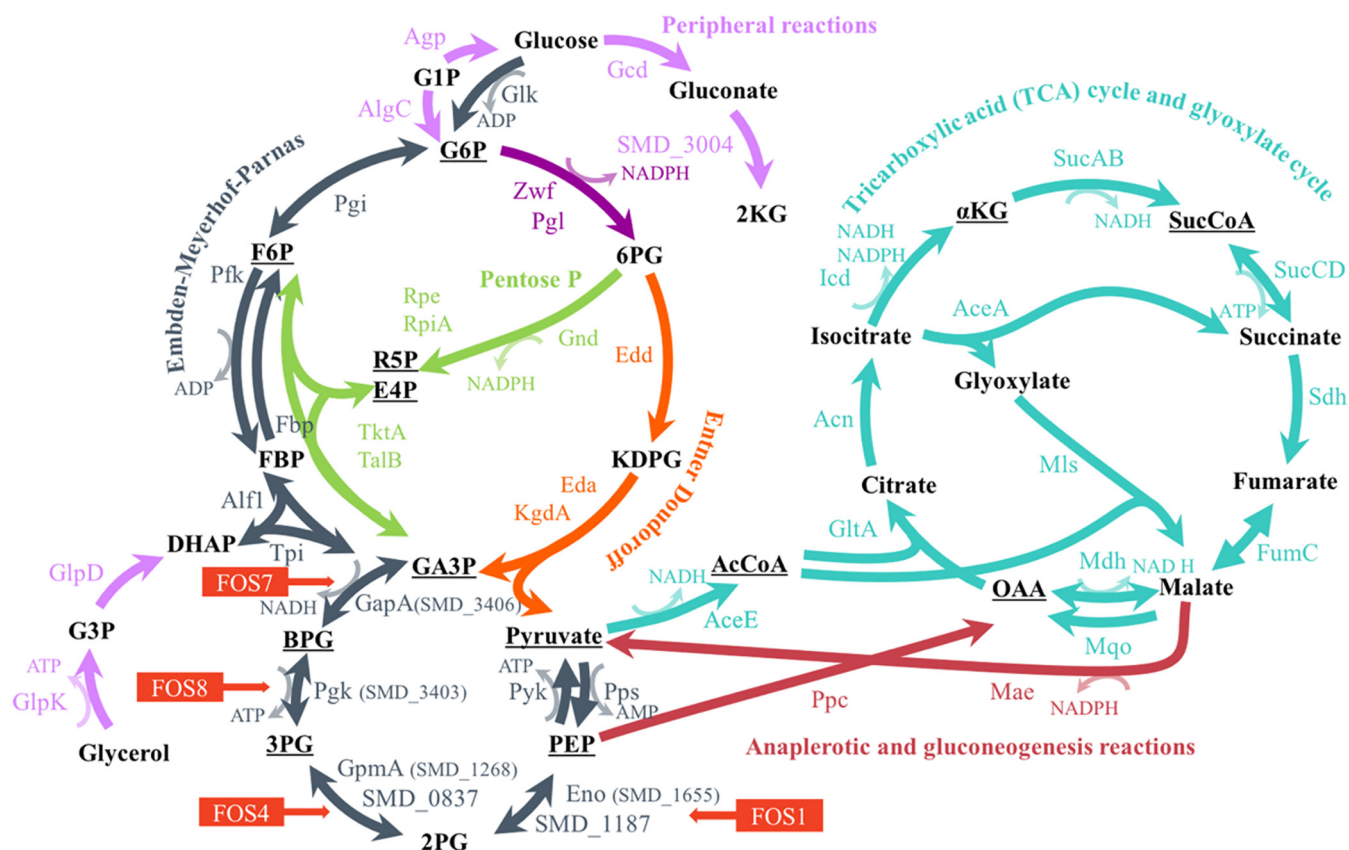 Peripheral reactions
Agp
Glucose
G1P
Gcd
Gluconate
Glk
ADP
AlgC
G6P
SMD_3004
NADPH
Zwf
Pgl
2KG
Embden-Meyerhof-Parnas
Pgi
F6P
6PG
Pfk
Pentose P
Rpe
RpiA
Gnd
R5P
E4P
NADPH
Edd
ADP
Fbp
TktA
TalB
FBP
KDPG
Entner Doudoroff
Eda
KgdA
Alf1
DHAP
Tpi
GlpD
FOS7
NADH
GA3P
GapA(SMD_3406)
G3P
BPG
Pyruvate
ATP
GlpK
FOS8
Pgk (SMD_3403)
ATP
ATP
Pyk
Pps
AMP
Glycerol
3PG
PEP
GpmA (SMD_1268)
SMD_0837
FOS4
Eno (SMD_1655)
SMD_1187
FOS1
2PG
Tricarboxylic acid (TCA) cycle and glyoxylate cycle
SucAB
NADH
αKG
SucCoA
NADH
NADPH
Icd
SucCD
ATP
AceA
Isocitrate
Succinate
Glyoxylate
Acn
Sdh
Mls
Citrate
Fumarate
GltA
FumC
NADH
AcCoA
AceE
Mdh
NAD H
OAA
Malate
Mqo
Ppc
Mae
NADPH
Anaplerotic and gluconeogenesis reactions